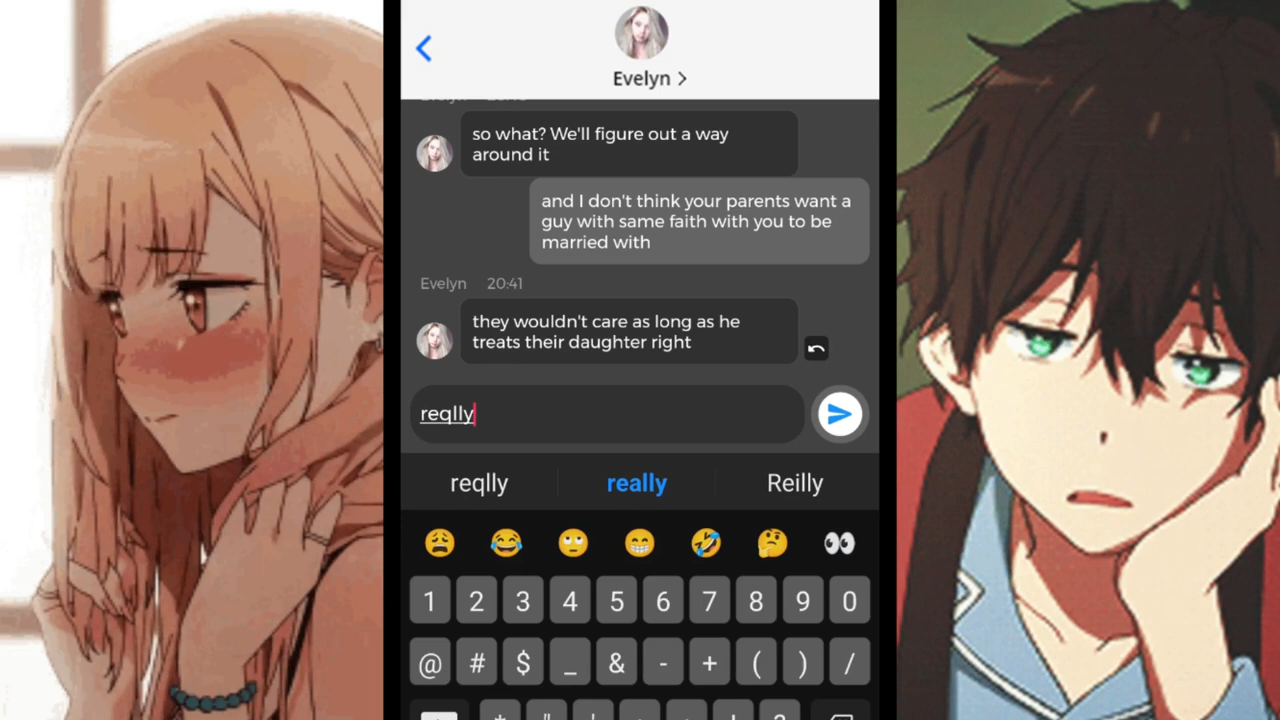 Evelyn >
so what? We'll figure out a way
around it
and I don't think your parents want a
guy with same faith with you to be
married with
Evelyn 20:41
they wouldn't care as long as he
treats their daughter right
reqlly
reqlly really Reilly
1 2 3 4 5 6 7 8 9 0
@ # $ _ & - + ( ) /